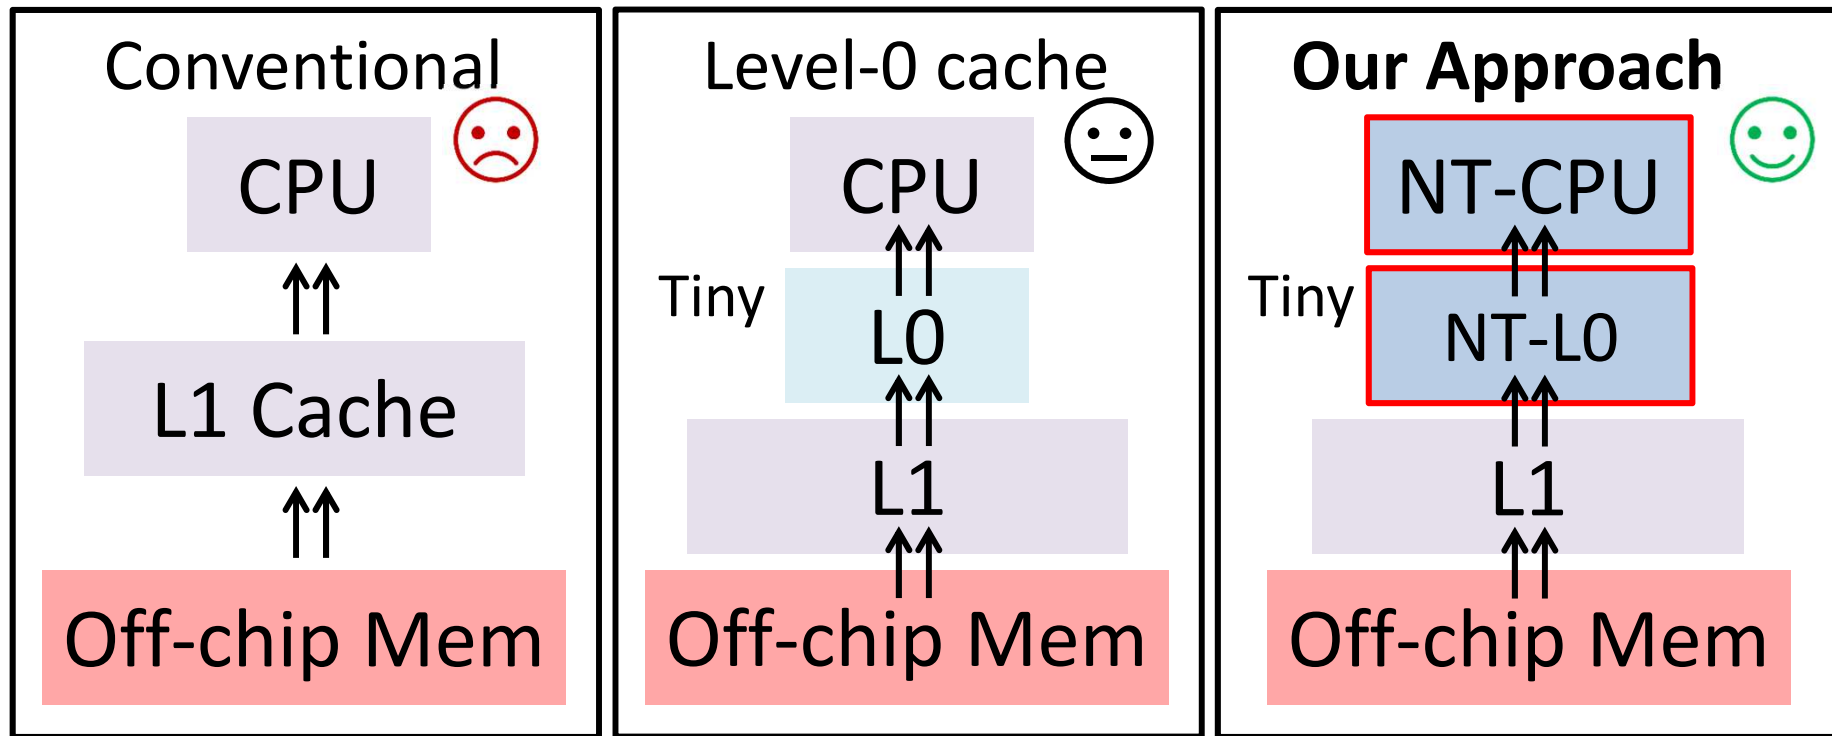 Conventional
CPU
L1 Cache
Off-chip Mem
Level-0 cache
CPU
Tiny
L0
L1
Off-chip Mem
Our Approach
NT-CPU
Tiny
NT-L0
L1
Off-chip Mem